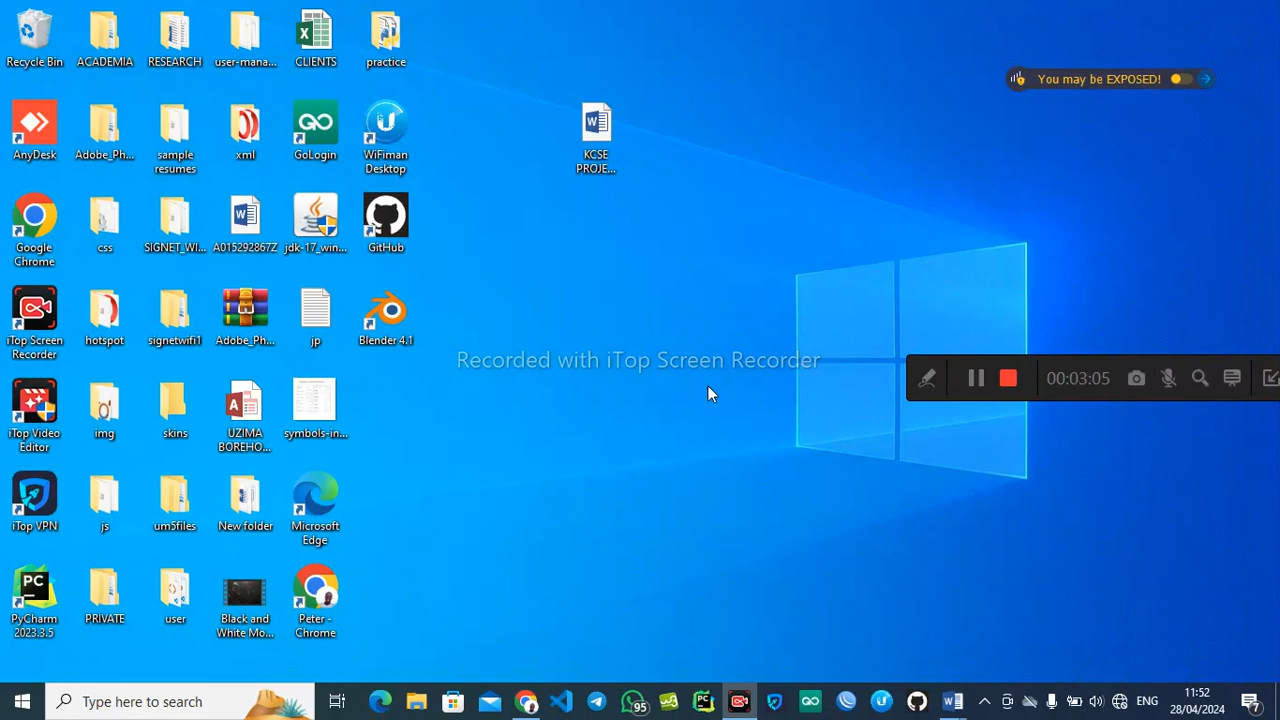 Recycle Bin
ACADEMIA
RESEARCH
user-mana...
CLIENTS
practice
You may be EXPOSED!
AnyDesk
Adobe_Ph...
sample
resumes
xml
GoLogin
WiFiman
Desktop
KCSE
PROJE...
Google
Chrome
css
SIGNET_WI...
A015292867Z
jdk-17_win...
GitHub
iTop Screen
Recorder
hotspot
signetwifi1
Adobe_Ph...
jp
Blender 4.1
Recorded with iTop Screen Recorder
00:03:05
iTop Video
Editor
img
skins
UZIMA
BOREHO...
symbols-in...
iTop VPN
js
um5files
New folder
Microsoft
Edge
PyCharm
2023.3.5
PRIVATE
user
Black and
White Mo...
Peter -
Chrome
Type here to search
95
ENG
11:52
28/04/2024
7